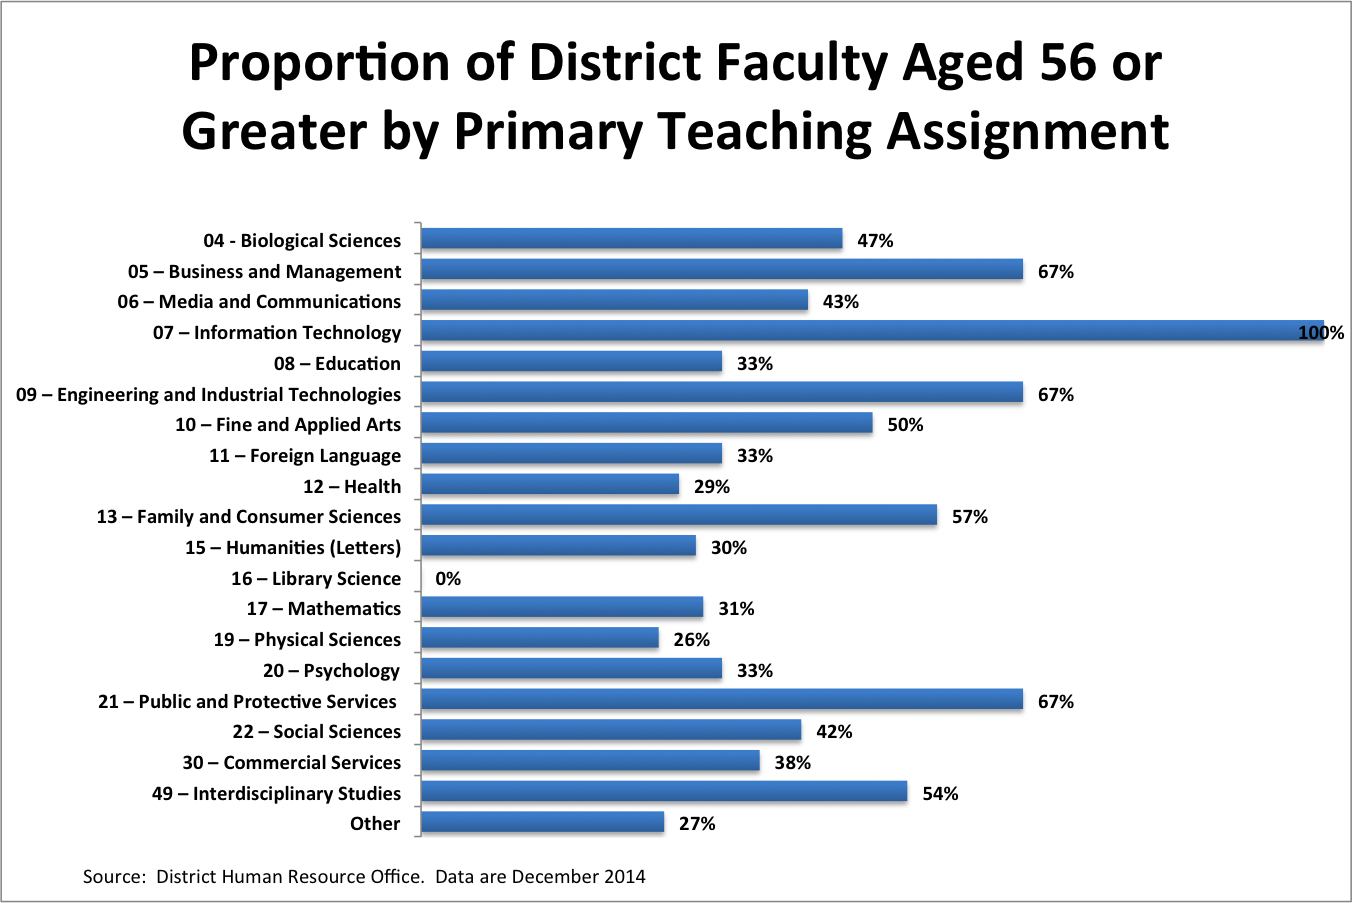 Proportion of District Faculty Aged 56 or
Greater by Primary Teaching Assignment
04 - Biological Sciences 47%
05 – Business and Management 67%
06 – Media and Communications 43%
07 – Information Technology 100%
08 – Education 33%
09 – Engineering and Industrial Technologies 67%
10 – Fine and Applied Arts 50%
11 – Foreign Language 33%
12 – Health 29%
13 – Family and Consumer Sciences 57%
15 – Humanities (Letters) 30%
16 – Library Science 0%
17 – Mathematics 31%
19 – Physical Sciences 26%
20 – Psychology 33%
21 – Public and Protective Services 67%
22 – Social Sciences 42%
30 – Commercial Services 38%
49 – Interdisciplinary Studies 54%
Other 27%
Source:  District Human Resource Office.  Data are December 2014